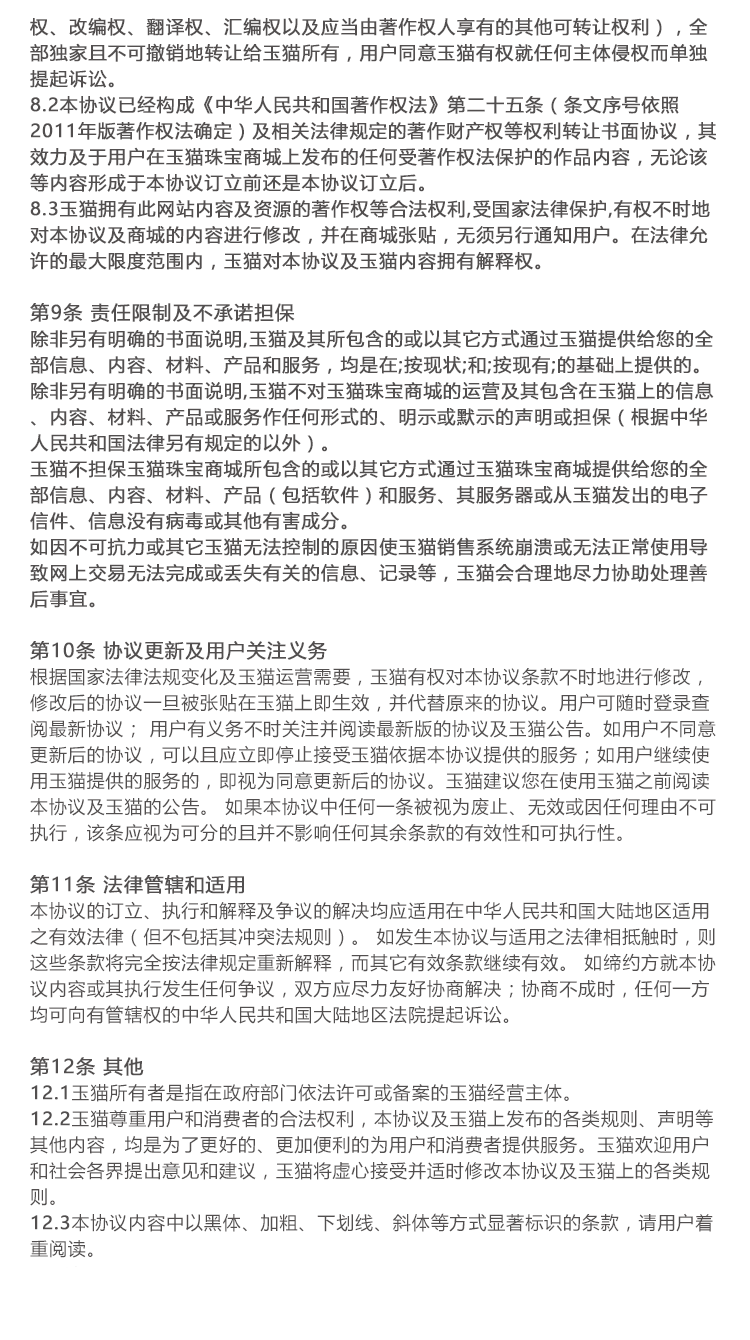 权、改编权、翻译权、汇编权以及应当由著作权人享有的其他可转让权利），全
部独家且不可撤销地转让给玉猫所有，用户同意玉猫有权就任何主体侵权而单独
提起诉讼。
8.2本协议已经构成《中华人民共和国著作权法》第二十五条（条文序号依照
2011年版著作权法确定）及相关法律规定的著作财产权等权利转让书面协议，其
效力及于用户在玉猫珠宝商城上发布的任何受著作权法保护的作品内容，无论该
等内容形成于本协议订立前还是本协议订立后。
8.3玉猫拥有此网站内容及资源的著作权等合法权利,受国家法律保护,有权不时地
对本协议及商城的内容进行修改，并在商城张贴，无须另行通知用户。在法律允
许的最大限度范围内，玉猫对本协议及玉猫内容拥有解释权。
第9条 责任限制及不承诺担保
除非另有明确的书面说明,玉猫及其所包含的或以其它方式通过玉猫提供给您的全
部信息、内容、材料、产品和服务，均是在;按现状;和;按现有;的基础上提供的。
除非另有明确的书面说明,玉猫不对玉猫珠宝商城的运营及其包含在玉猫上的信息
、内容、材料、产品或服务作任何形式的、明示或默示的声明或担保（根据中华
人民共和国法律另有规定的以外）。
玉猫不担保玉猫珠宝商城所包含的或以其它方式通过玉猫珠宝商城提供给您的全
部信息、内容、材料、产品（包括软件）和服务、其服务器或从玉猫发出的电子
信件、信息没有病毒或其他有害成分。
如因不可抗力或其它玉猫无法控制的原因使玉猫销售系统崩溃或无法正常使用导
致网上交易无法完成或丢失有关的信息、记录等，玉猫会合理地尽力协助处理善
后事宜。
第10条 协议更新及用户关注义务
根据国家法律法规变化及玉猫运营需要，玉猫有权对本协议条款不时地进行修改，
修改后的协议一旦被张贴在玉猫上即生效，并代替原来的协议。用户可随时登录查
阅最新协议； 用户有义务不时关注并阅读最新版的协议及玉猫公告。如用户不同意
更新后的协议，可以且应立即停止接受玉猫依据本协议提供的服务；如用户继续使
用玉猫提供的服务的，即视为同意更新后的协议。玉猫建议您在使用玉猫之前阅读
本协议及玉猫的公告。 如果本协议中任何一条被视为废止、无效或因任何理由不可
执行，该条应视为可分的且并不影响任何其余条款的有效性和可执行性。
第11条 法律管辖和适用
本协议的订立、执行和解释及争议的解决均应适用在中华人民共和国大陆地区适用
之有效法律（但不包括其冲突法规则）。 如发生本协议与适用之法律相抵触时，则
这些条款将完全按法律规定重新解释，而其它有效条款继续有效。 如缔约方就本协
议内容或其执行发生任何争议，双方应尽力友好协商解决；协商不成时，任何一方
均可向有管辖权的中华人民共和国大陆地区法院提起诉讼。
第12条 其他
12.1玉猫所有者是指在政府部门依法许可或备案的玉猫经营主体。
12.2玉猫尊重用户和消费者的合法权利，本协议及玉猫上发布的各类规则、声明等
其他内容，均是为了更好的、更加便利的为用户和消费者提供服务。玉猫欢迎用户
和社会各界提出意见和建议，玉猫将虚心接受并适时修改本协议及玉猫上的各类规
则。
12.3本协议内容中以黑体、加粗、下划线、斜体等方式显著标识的条款，请用户着
重阅读。